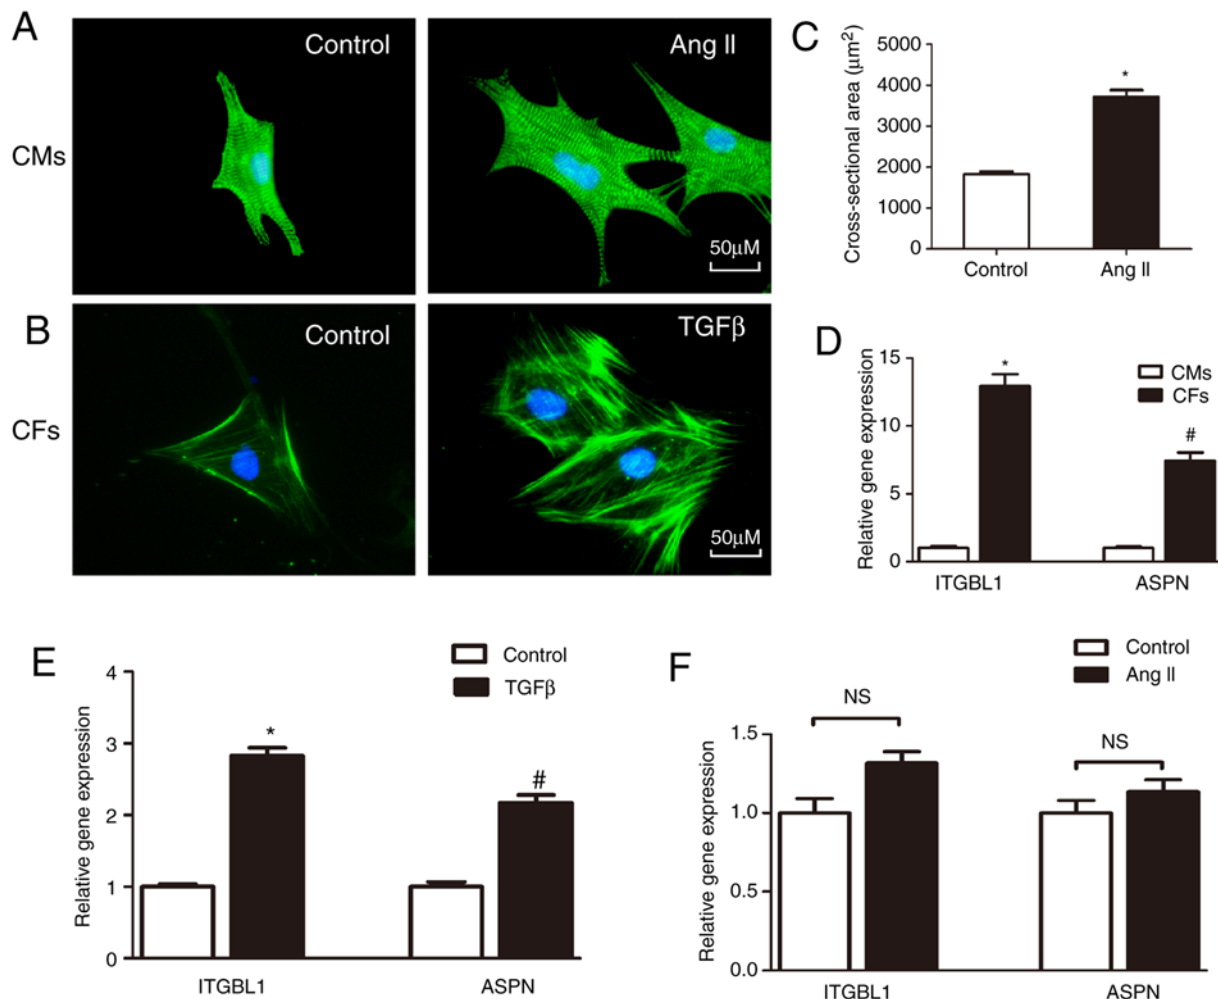 A
Control
Ang II
CMs
50μM
B
Control
TGFβ
CFs
50μM
C
Cross-sectional area (μm²)
5000
4000
3000
2000
1000
0
*
Control
Ang II
D
Relative gene expression
15
10
5
0
*
#
CMs
CFs
ITGBL1
ASPN
E
Relative gene expression
4
3
2
1
0
Control
TGFβ
*
#
ITGBL1
ASPN
F
Relative gene expression
1.5
1.0
0.5
0.0
Control
Ang II
NS
NS
ITGBL1
ASPN